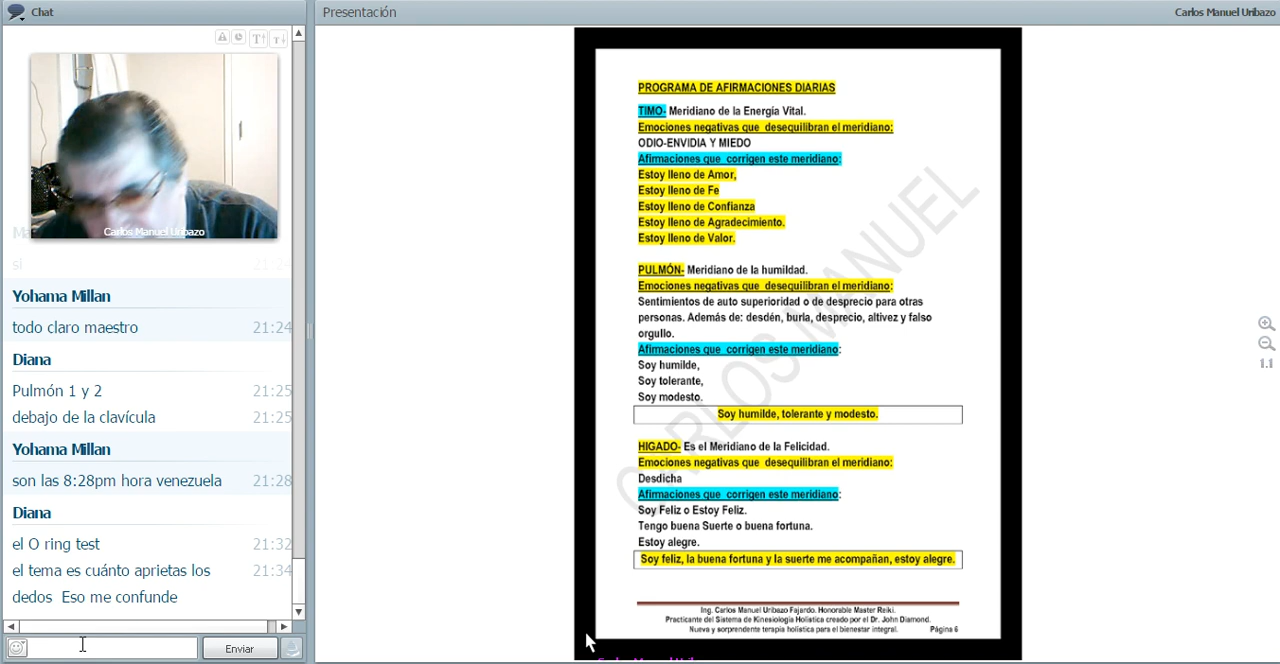 Chat
Presentación
Carlos Manuel Uribazo
Carlos Manuel Uribazo
si
Yohama Millan
todo claro maestro 21:24
Diana
Pulmón 1 y 2 21:25
debajo de la clavícula 21:25
Yohama Millan
son las 8:28pm hora venezuela 21:28
Diana
el O ring test 21:32
el tema es cuánto aprietas los 21:34
dedos Eso me confunde
Enviar
PROGRAMA DE AFIRMACIONES DIARIAS
TIMO- Meridiano de la Energía Vital.
Emociones negativas que desequilibran el meridiano:
ODIO-ENVIDIA Y MIEDO
Afirmaciones que corrigen este meridiano:
Estoy lleno de Amor,
Estoy lleno de Fe
Estoy lleno de Confianza
Estoy lleno de Agradecimiento.
Estoy lleno de Valor.
PULMÓN- Meridiano de la humildad.
Emociones negativas que desequilibran el meridiano:
Sentimientos de auto superioridad o de desprecio para otras
personas. Además de: desdén, burla, desprecio, altivez y falso
orgullo.
Afirmaciones que corrigen este meridiano:
Soy humilde,
Soy tolerante,
Soy modesto.
Soy humilde, tolerante y modesto.
HIGADO- Es el Meridiano de la Felicidad.
Emociones negativas que desequilibran el meridiano:
Desdicha
Afirmaciones que corrigen este meridiano:
Soy Feliz o Estoy Feliz.
Tengo buena Suerte o buena fortuna.
Estoy alegre.
Soy feliz, la buena fortuna y la suerte me acompañan, estoy alegre.
Ing. Carlos Manuel Uribazo Fajardo. Honorable Master Reiki.
Practicante del Sistema de Kinesiología Holística creado por el Dr. John Diamond.
Nueva y sorprendente terapia holística para el bienestar integral. Página 6
CARLOS MANUEL
1.1